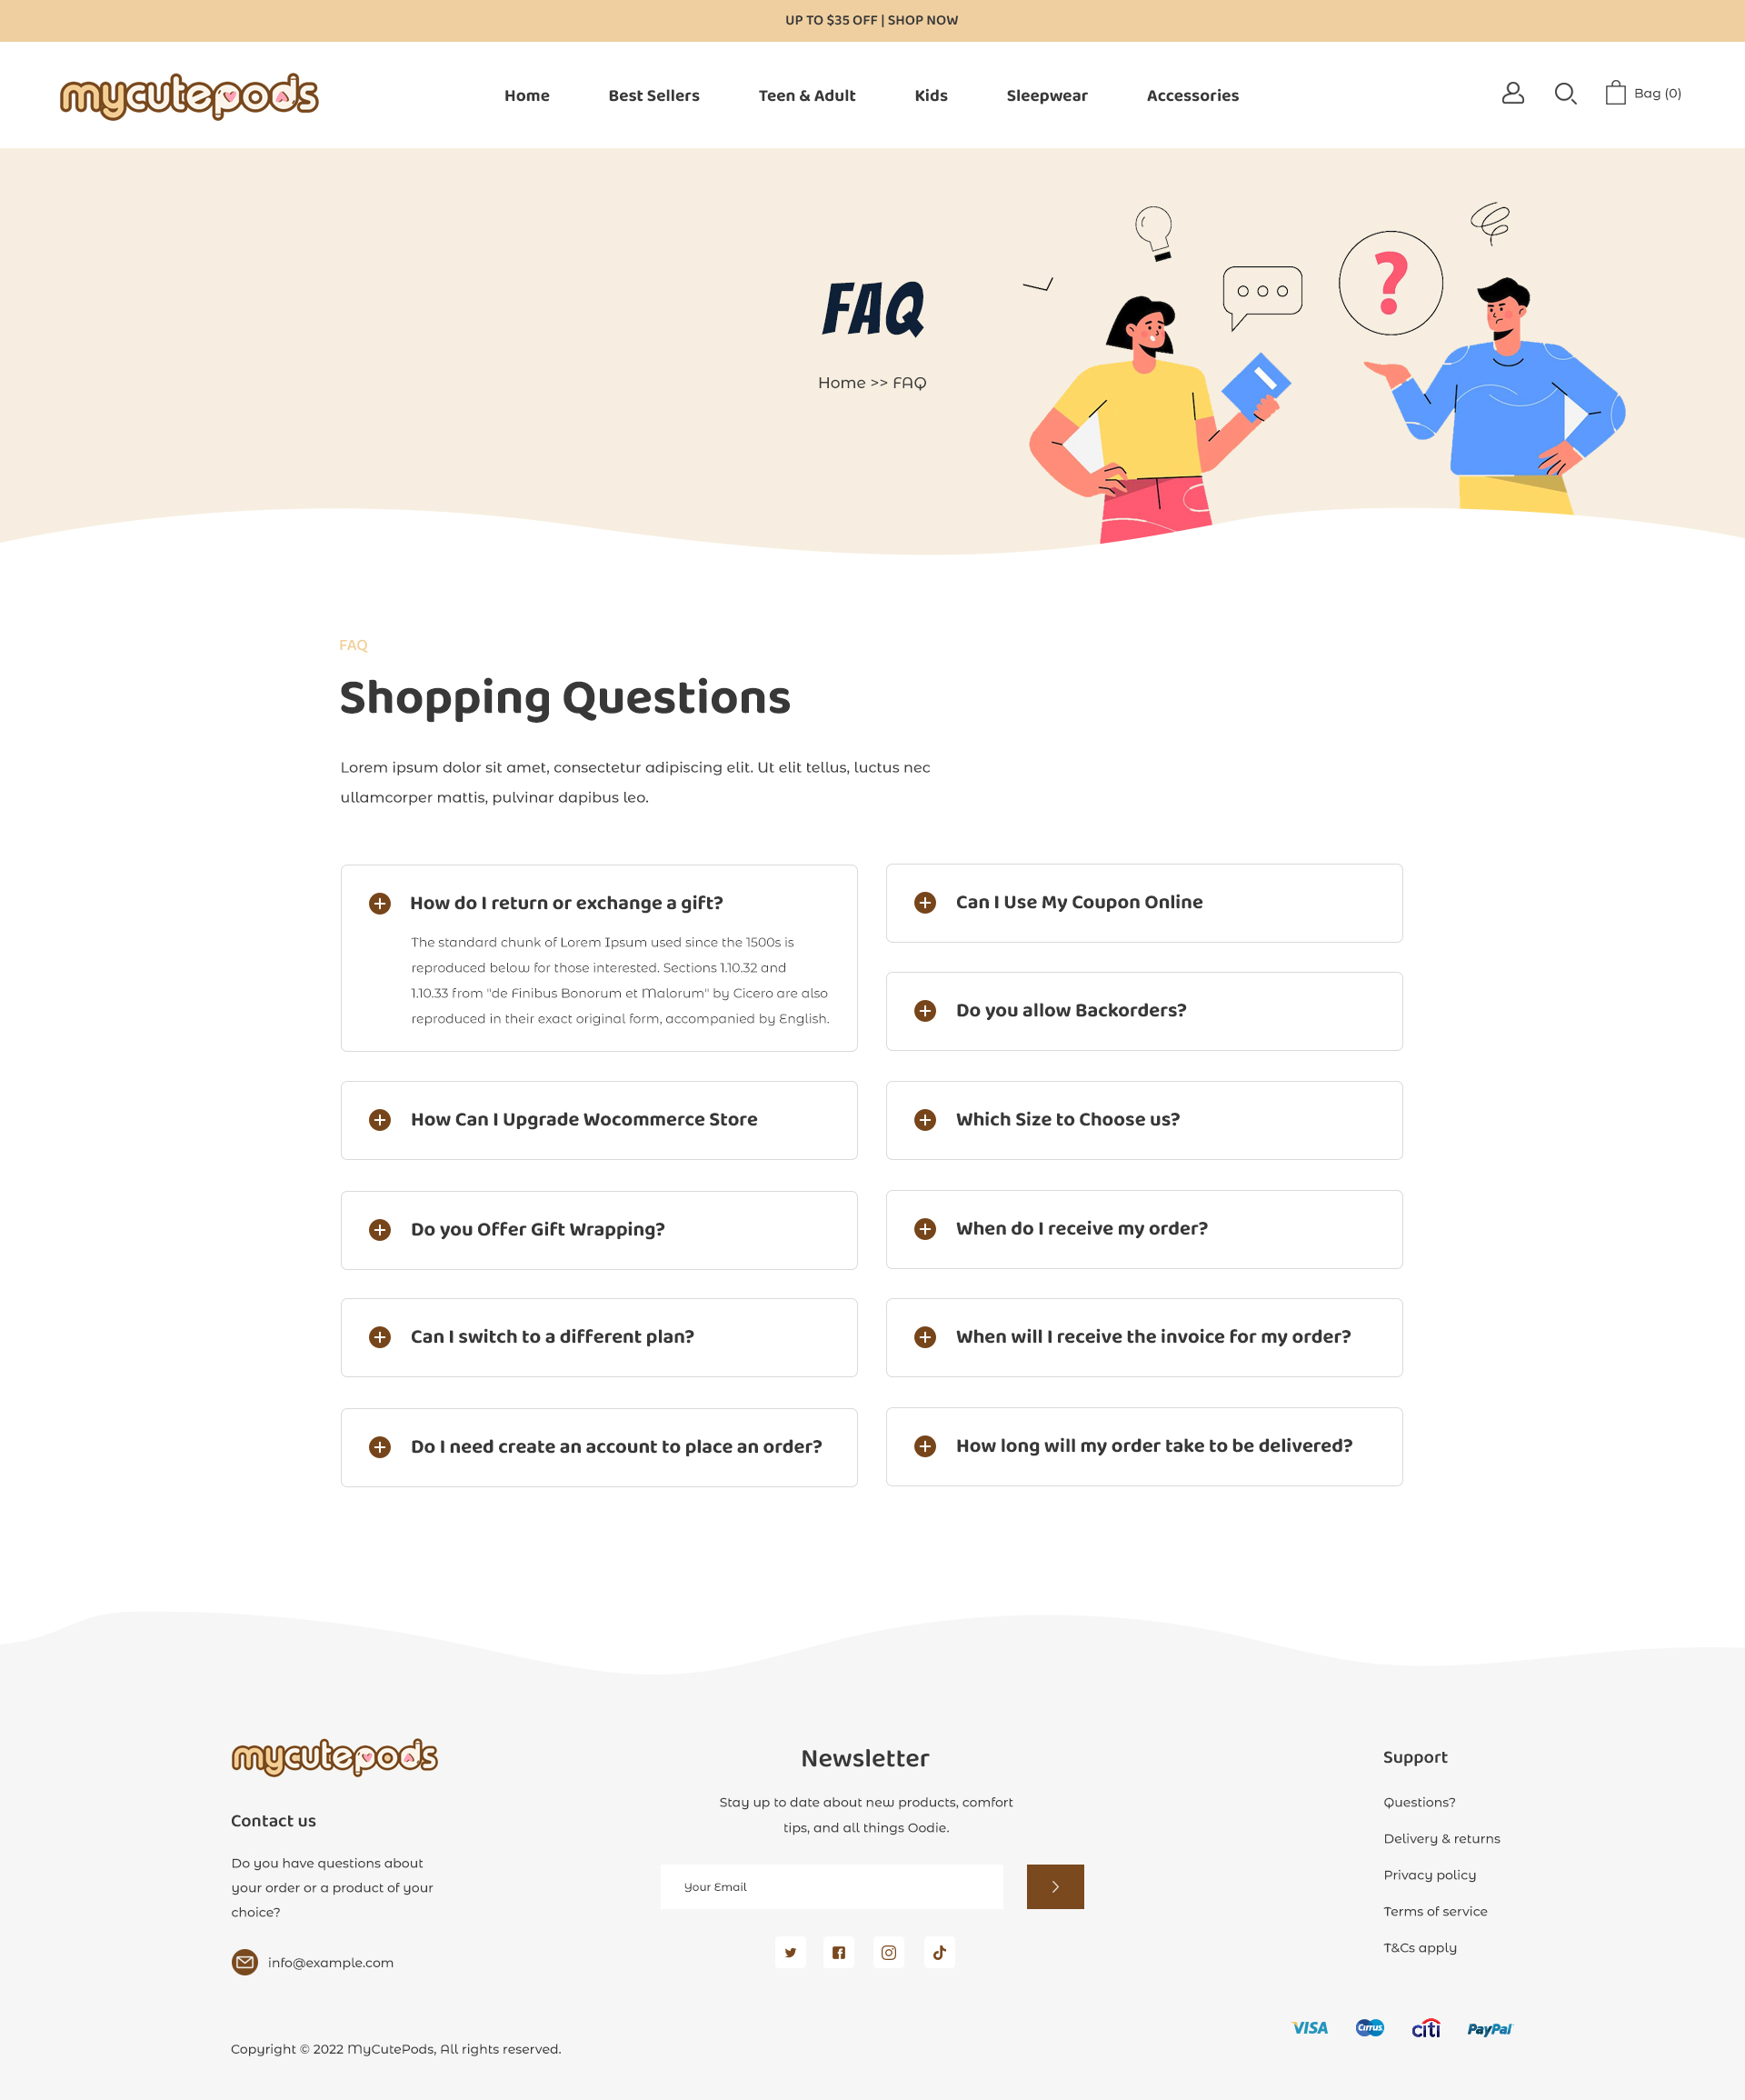 UP TO $35 OFF | SHOP NOW
mycutepods
Home
Best Sellers
Teen & Adult
Kids
Sleepwear
Accessories
Bag (0)
FAQ
?
Home >> FAQ
FAQ
Shopping Questions
Lorem ipsum dolor sit amet, consectetur adipiscing elit. Ut elit tellus, luctus nec
ullamcorper mattis, pulvinar dapibus leo.
How do I return or exchange a gift?
The standard chunk of Lorem Ipsum used since the 1500s is
reproduced below for those interested. Sections 1.10.32 and
1.10.33 from "de Finibus Bonorum et Malorum" by Cicero are also
reproduced in their exact original form, accompanied by English.
How Can I Upgrade Wocommerce Store
Do you Offer Gift Wrapping?
Can I switch to a different plan?
Do I need create an account to place an order?
Can I Use My Coupon Online
Do you allow Backorders?
Which Size to Choose us?
When do I receive my order?
When will I receive the invoice for my order?
How long will my order take to be delivered?
mycutepods
Contact us
Do you have questions about
your order or a product of your
choice?
info@example.com
Newsletter
Stay up to date about new products, comfort
tips, and all things Oodie.
Your Email
Support
Questions?
Delivery & returns
Privacy policy
Terms of service
T&Cs apply
VISA
Cirrus
citi
PayPal
Copyright © 2022 MyCutePods, All rights reserved.